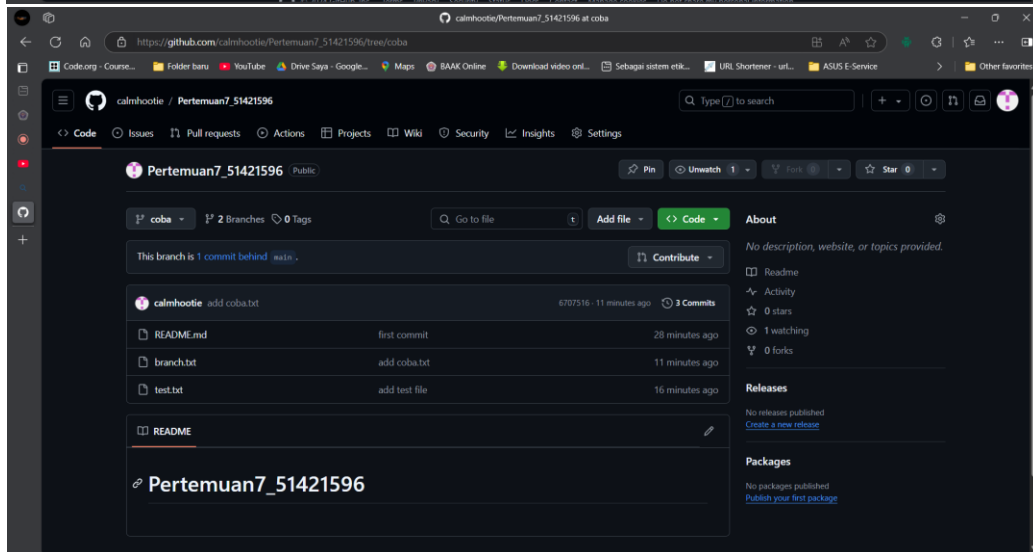 calmhootie/Pertemuan7_51421596 at coba
https://github.com/calmhootie/Pertemuan7_51421596/tree/coba
Code.org - Course... Folder baru YouTube Drive Saya - Google... Maps BAAK Online Download video onl... Sebagai sistem etik... URL Shortener - url... ASUS E-Service Other favorites
calmhootie / Pertemuan7_51421596 Type / to search
Code Issues Pull requests Actions Projects Wiki Security Insights Settings
Pertemuan7_51421596 Public Pin Unwatch 1 Fork 0 Star 0
coba 2 Branches 0 Tags Go to file t Add file Code About
No description, website, or topics provided.
This branch is 1 commit behind main . Contribute
Readme
Activity
calmhootie add coba.txt 6707516 · 11 minutes ago 3 Commits
0 stars
README.md first commit 28 minutes ago
1 watching
branch.txt add coba.txt 11 minutes ago
0 forks
test.txt add test file 16 minutes ago
Releases
No releases published
Create a new release
README
Packages
No packages published
Publish your first package
Pertemuan7_51421596